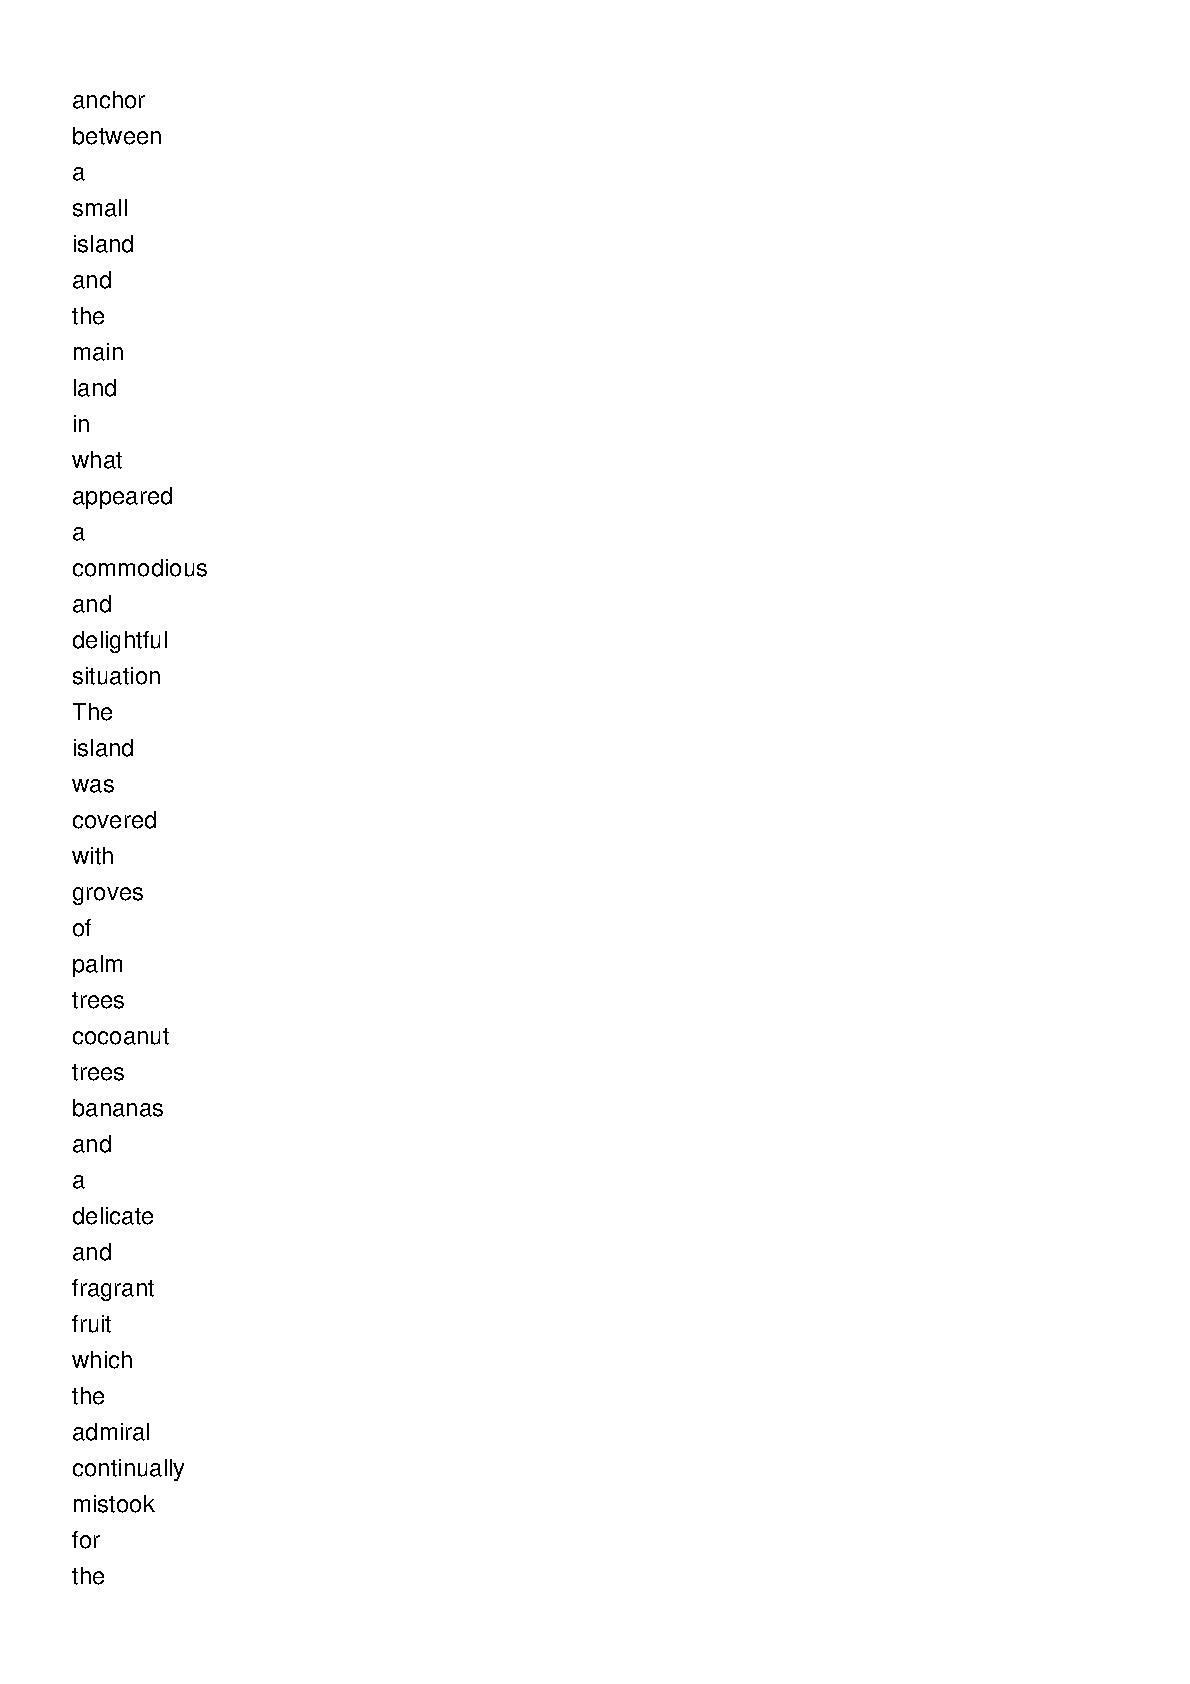 anchor
between
a
small
island
and
the
main
land
in
what
appeared
a
commodious
and
delightful
situation
The
island
was
covered
with
groves
of
palm
trees
cocoanut
trees
bananas
and
a
delicate
and
fragrant
fruit
which
the
admiral
continually
mistook
for
the